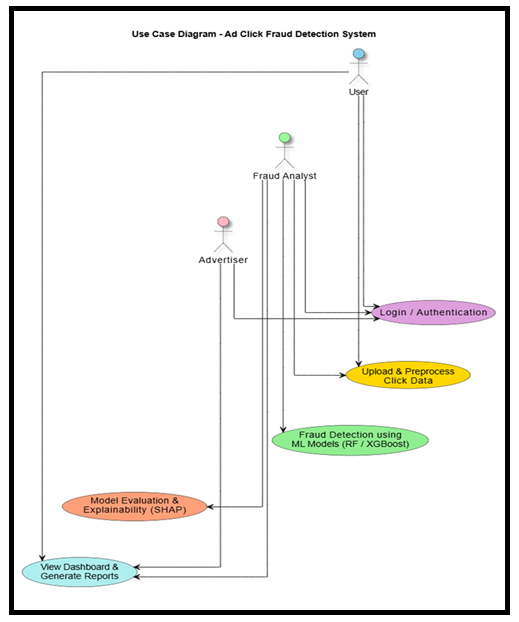 Use Case Diagram - Ad Click Fraud Detection System
User
Fraud Analyst
Advertiser
Login / Authentication
Upload & Preprocess
Click Data
Fraud Detection using
ML Models (RF / XGBoost)
Model Evaluation &
Explainability (SHAP)
View Dashboard &
Generate Reports